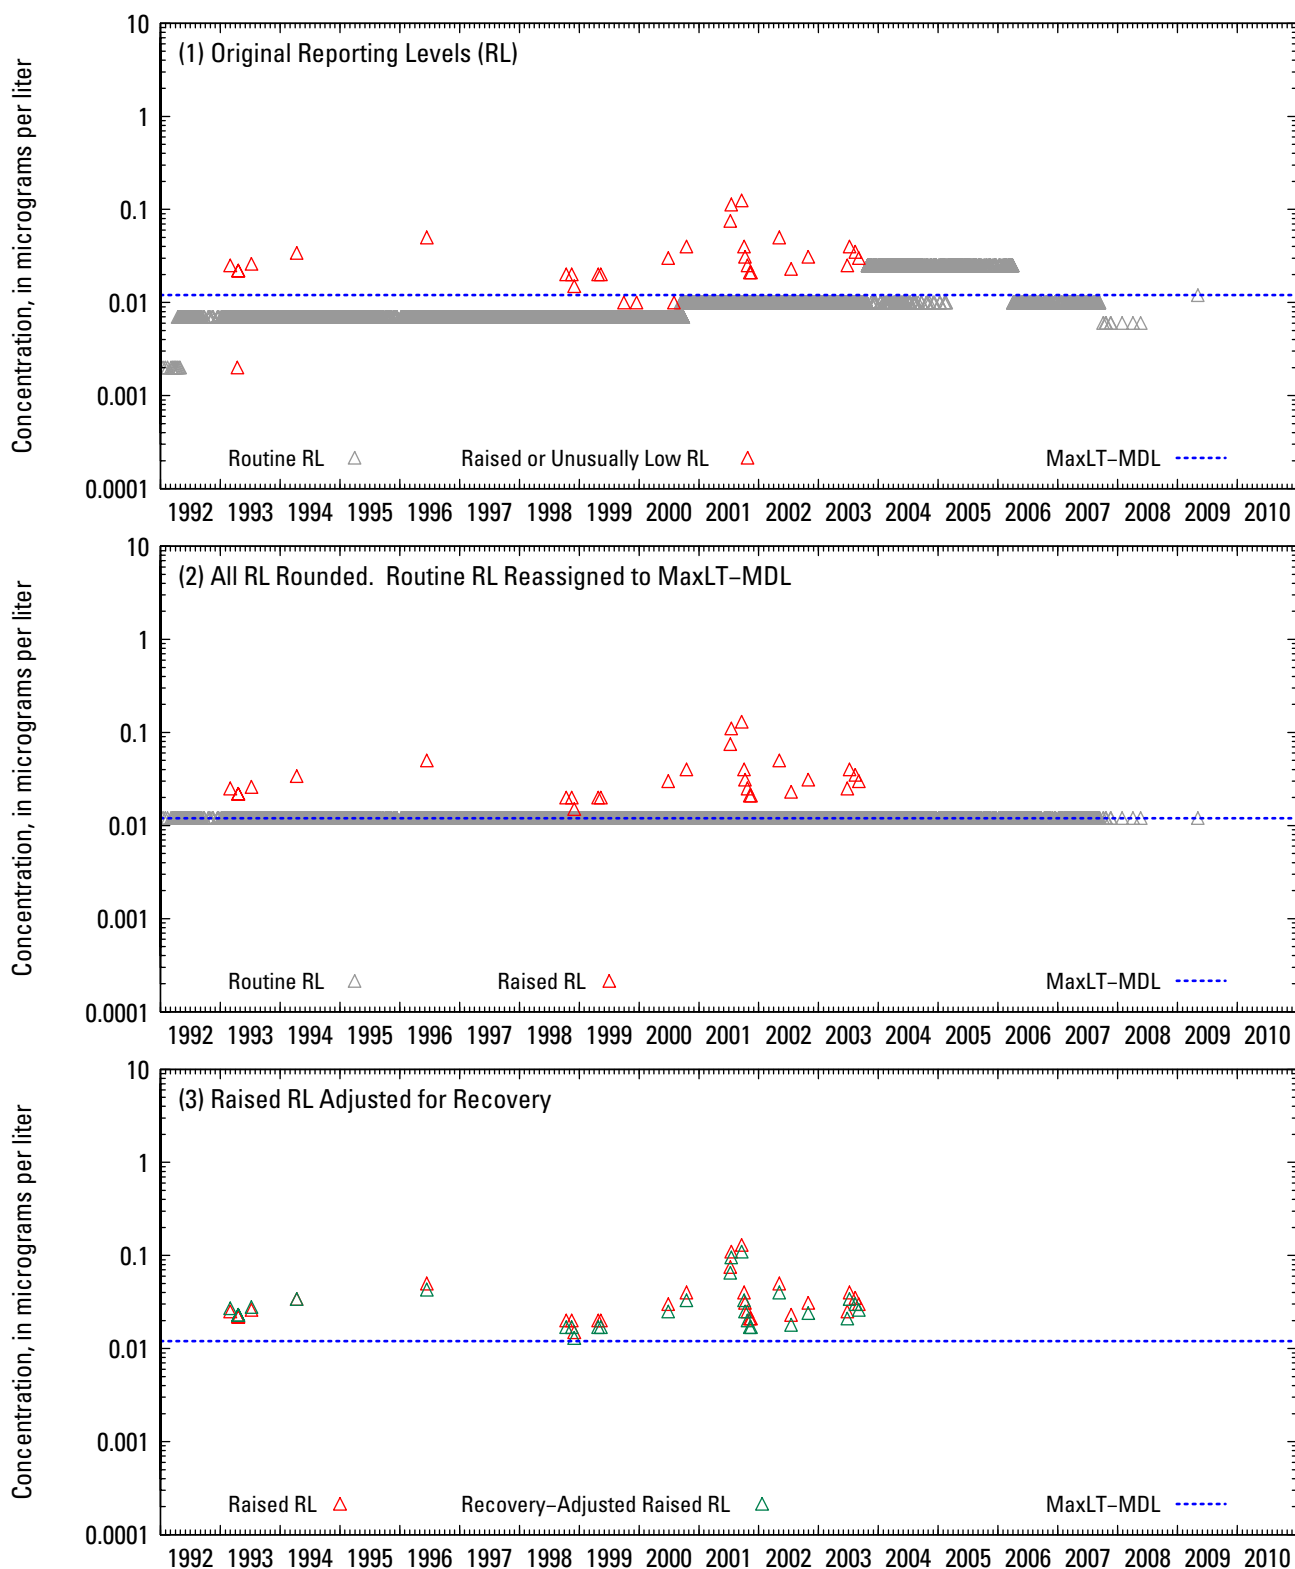 Concentration, in micrograms per liter
10
1
0.1
0.01
0.001
0.0001
(1) Original Reporting Levels (RL)
Routine RL
Raised or Unusually Low RL
MaxLT−MDL
1992 1993 1994 1995 1996 1997 1998 1999 2000 2001 2002 2003 2004 2005 2006 2007 2008 2009 2010
Concentration, in micrograms per liter
10
1
0.1
0.01
0.001
0.0001
(2) All RL Rounded. Routine RL Reassigned to MaxLT−MDL
Routine RL
Raised RL
MaxLT−MDL
1992 1993 1994 1995 1996 1997 1998 1999 2000 2001 2002 2003 2004 2005 2006 2007 2008 2009 2010
Concentration, in micrograms per liter
10
1
0.1
0.01
0.001
0.0001
(3) Raised RL Adjusted for Recovery
Raised RL
Recovery−Adjusted Raised RL
MaxLT−MDL
1992 1993 1994 1995 1996 1997 1998 1999 2000 2001 2002 2003 2004 2005 2006 2007 2008 2009 2010